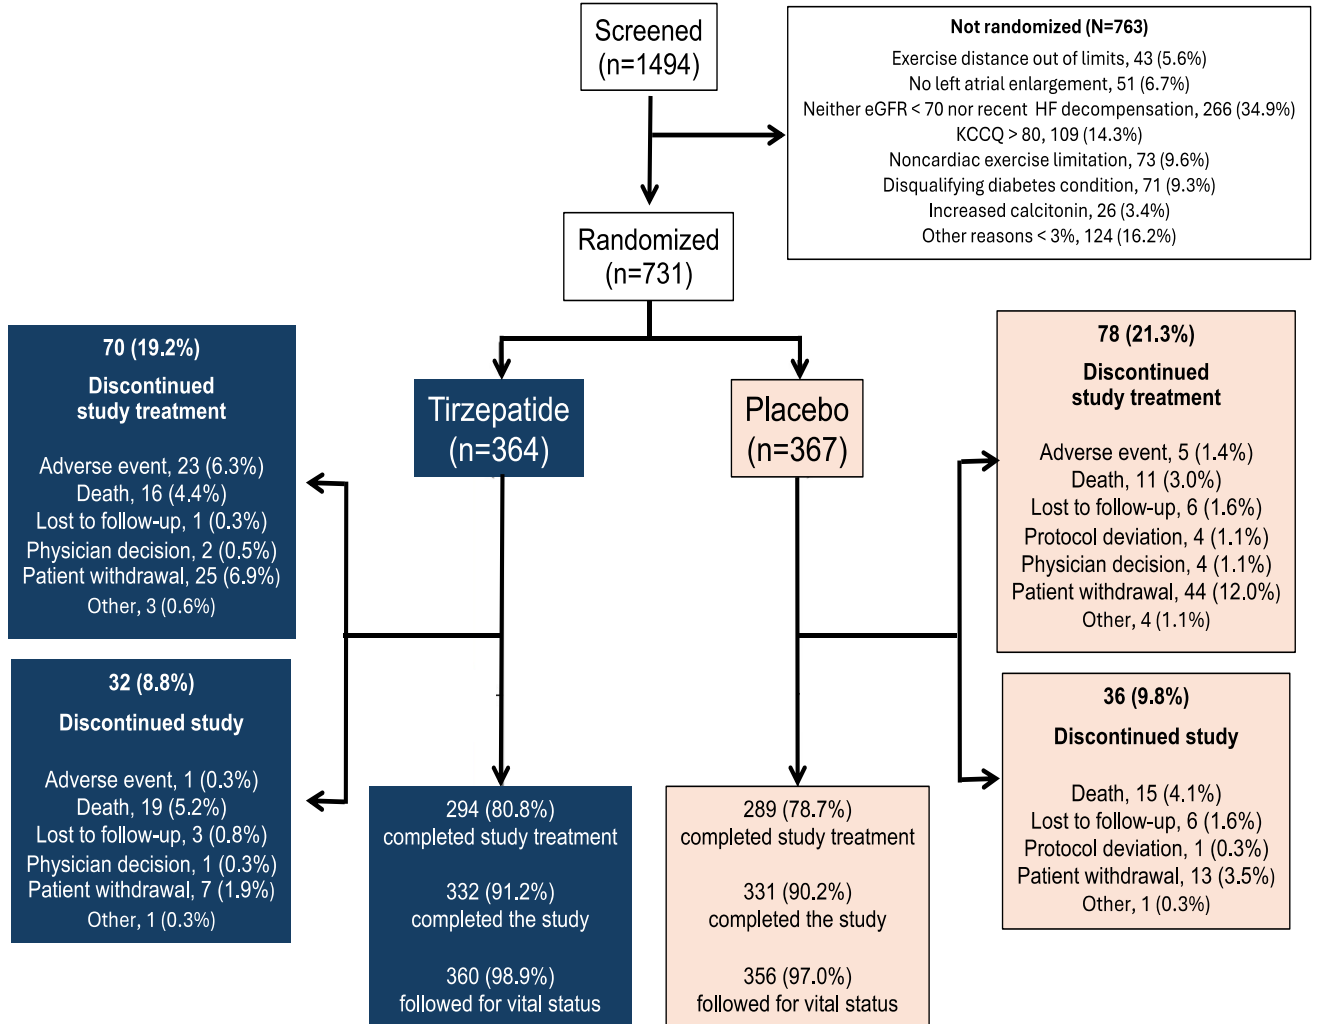 Screened
(n=1494)
Not randomized (N=763)
Exercise distance out of limits, 43 (5.6%)
No left atrial enlargement, 51 (6.7%)
Neither eGFR < 70 nor recent HF decompensation, 266 (34.9%)
KCCQ > 80, 109 (14.3%)
Noncardiac exercise limitation, 73 (9.6%)
Disqualifying diabetes condition, 71 (9.3%)
Increased calcitonin, 26 (3.4%)
Other reasons < 3%, 124 (16.2%)
Randomized
(n=731)
70 (19.2%)
Discontinued
study treatment
Adverse event, 23 (6.3%)
Death, 16 (4.4%)
Lost to follow-up, 1 (0.3%)
Physician decision, 2 (0.5%)
Patient withdrawal, 25 (6.9%)
Other, 3 (0.6%)
Tirzepatide
(n=364)
Placebo
(n=367)
78 (21.3%)
Discontinued
study treatment
Adverse event, 5 (1.4%)
Death, 11 (3.0%)
Lost to follow-up, 6 (1.6%)
Protocol deviation, 4 (1.1%)
Physician decision, 4 (1.1%)
Patient withdrawal, 44 (12.0%)
Other, 4 (1.1%)
32 (8.8%)
Discontinued study
Adverse event, 1 (0.3%)
Death, 19 (5.2%)
Lost to follow-up, 3 (0.8%)
Physician decision, 1 (0.3%)
Patient withdrawal, 7 (1.9%)
Other, 1 (0.3%)
294 (80.8%)
completed study treatment
332 (91.2%)
completed the study
360 (98.9%)
followed for vital status
289 (78.7%)
completed study treatment
331 (90.2%)
completed the study
356 (97.0%)
followed for vital status
36 (9.8%)
Discontinued study
Death, 15 (4.1%)
Lost to follow-up, 6 (1.6%)
Protocol deviation, 1 (0.3%)
Patient withdrawal, 13 (3.5%)
Other, 1 (0.3%)